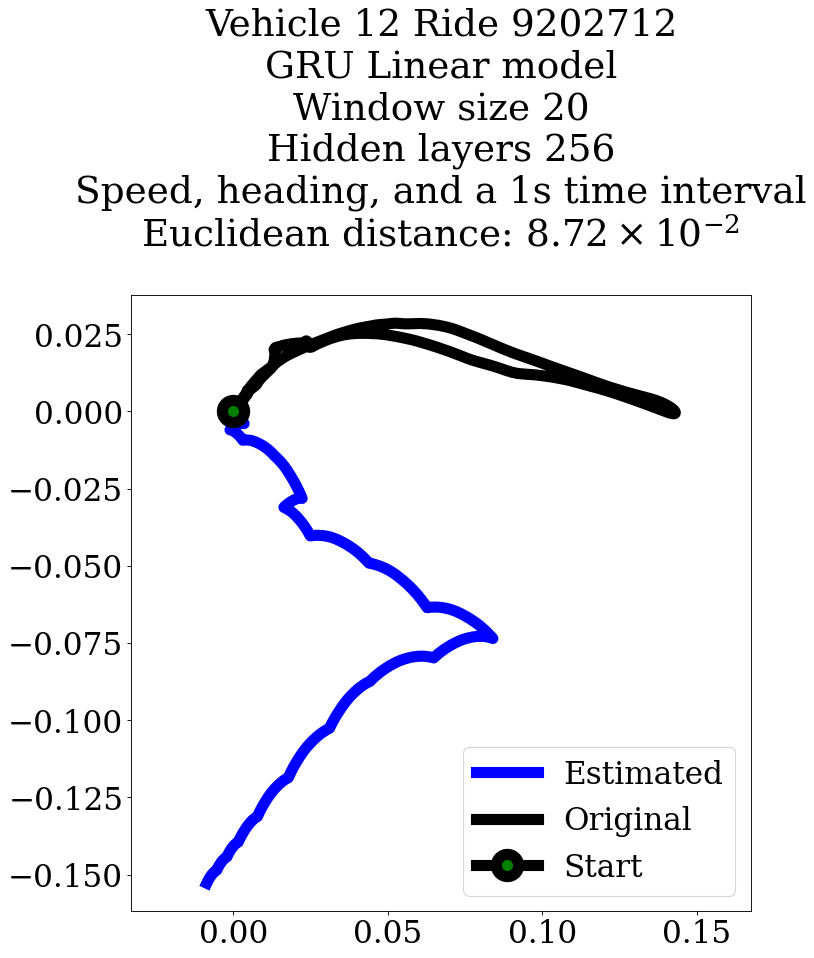 Vehicle 12 Ride 9202712
GRU Linear model
Window size 20
Hidden layers 256
Speed, heading, and a 1s time interval
Euclidean distance: 8.72 × 10⁻²
0.025
0.000
−0.025
−0.050
−0.075
−0.100
−0.125
−0.150
Estimated
Original
Start
0.00 0.05 0.10 0.15